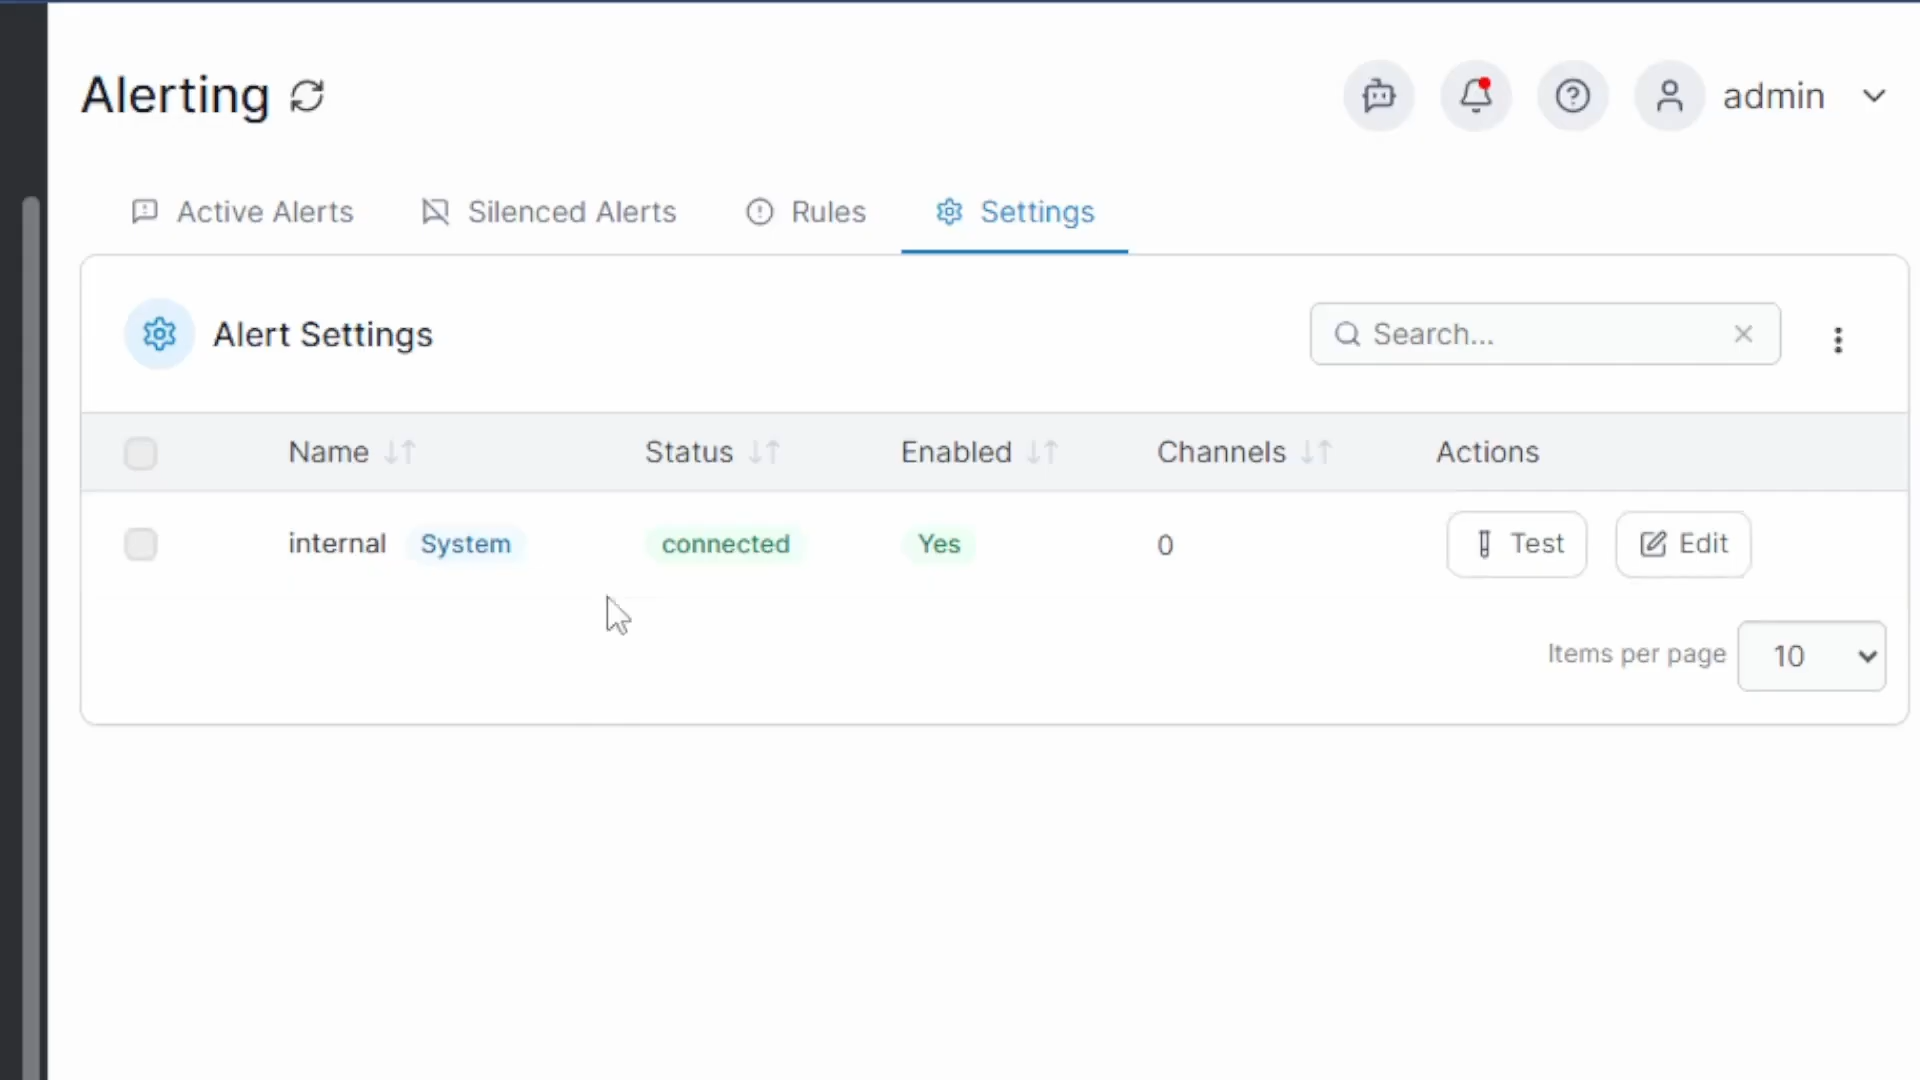 Alerting
admin
Active Alerts
Silenced Alerts
Rules
Settings
Alert Settings
Search...
Name
Status
Enabled
Channels
Actions
internal
System
connected
Yes
0
Test
Edit
Items per page
10